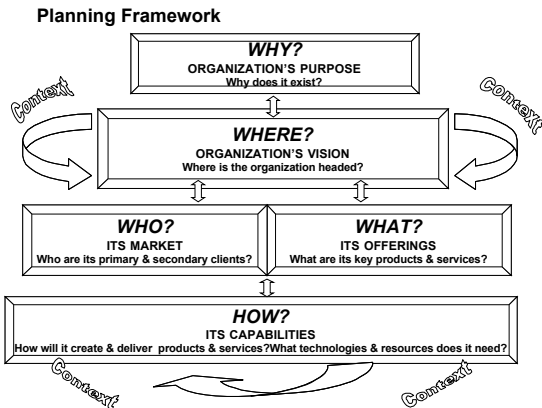 Planning Framework
WHY?
ORGANIZATION'S PURPOSE
Why does it exist?
Context
Context
WHERE?
ORGANIZATION'S VISION
Where is the organization headed?
WHO?
ITS MARKET
Who are its primary & secondary clients?
WHAT?
ITS OFFERINGS
What are its key products & services?
HOW?
ITS CAPABILITIES
How will it create & deliver products & services?What technologies & resources does it need?
Context
Context